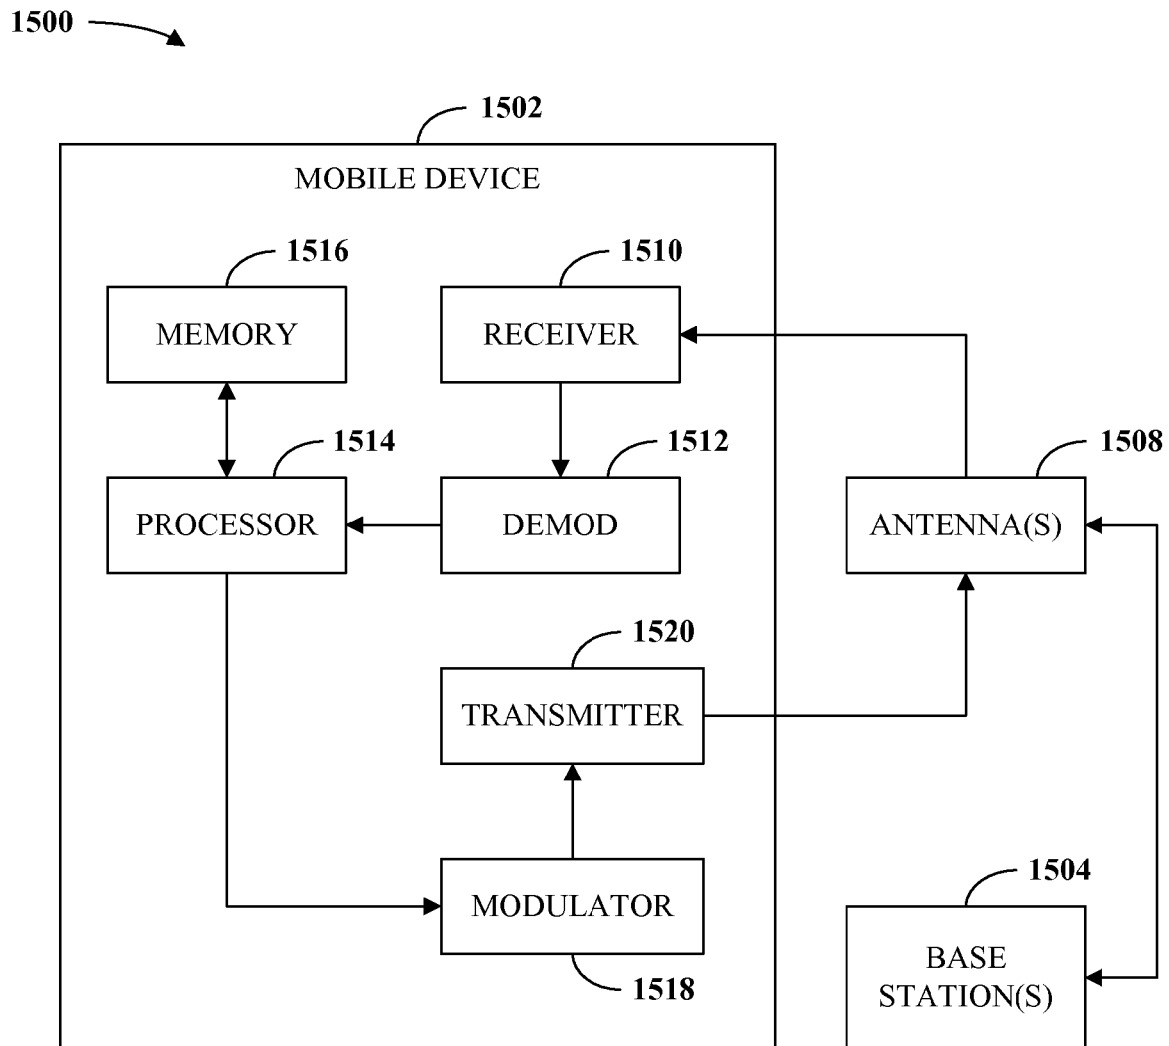 1500
1502
MOBILE DEVICE
1516
1510
MEMORY
RECEIVER
1514
1512
1508
PROCESSOR
DEMOD
ANTENNA(S)
1520
TRANSMITTER
1504
MODULATOR
BASE
STATION(S)
1518